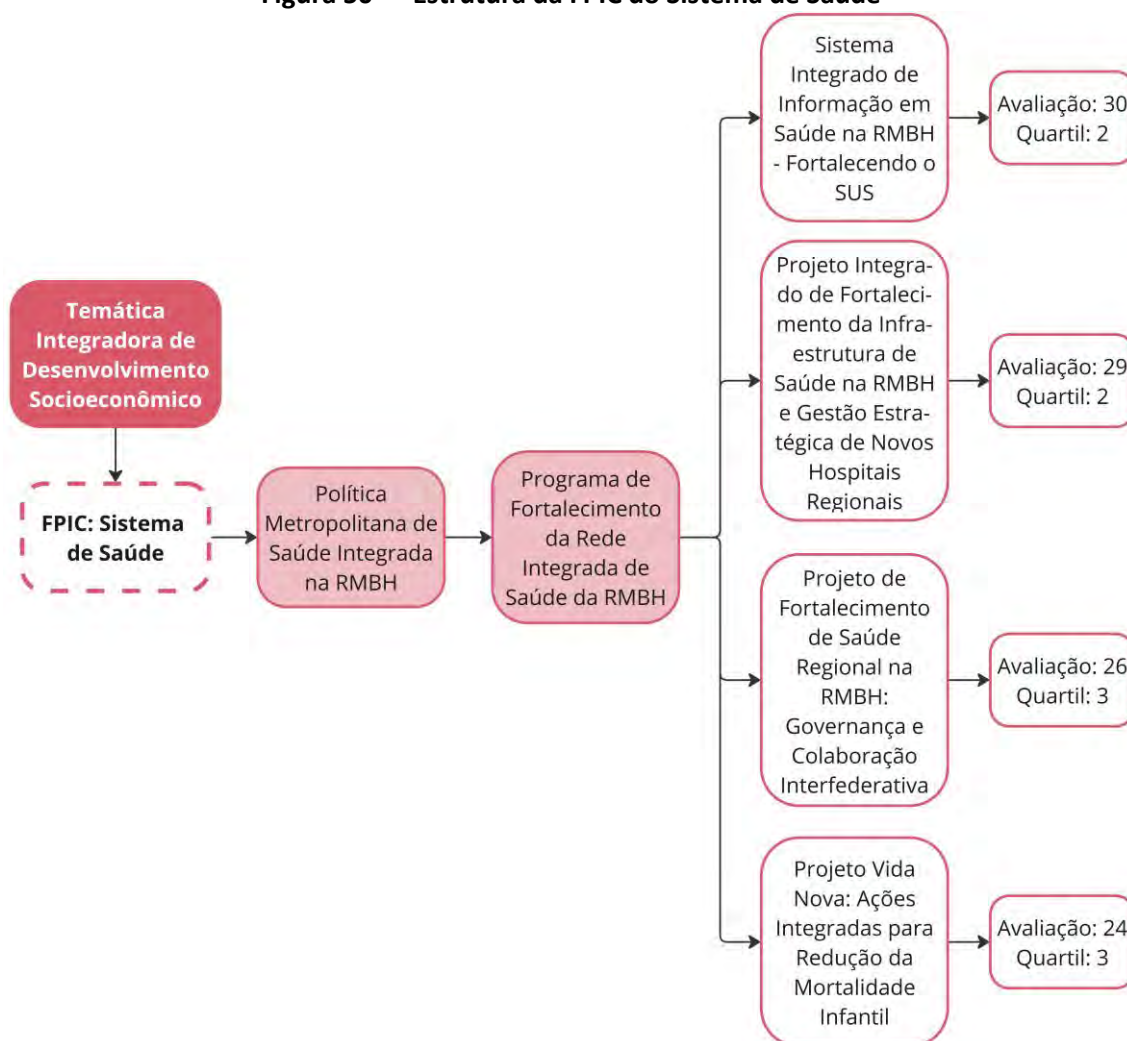 Figura 30 — Estrutura da FPIC do Sistema de Saúde
Temática
Integradora de
Desenvolvimento
Socioeconômico
FPIC: Sistema
de Saúde
Política
Metropolitana de
Saúde Integrada
na RMBH
Programa de
Fortalecimento
da Rede
Integrada de
Saúde da RMBH
Sistema
Integrado de
Informação em
Saúde na RMBH
- Fortalecendo o
SUS
Avaliação: 30
Quartil: 2
Projeto Integra-
do de Fortaleci-
mento da Infra-
estrutura de
Saúde na RMBH
e Gestão Estra-
tégica de Novos
Hospitais
Regionais
Avaliação: 29
Quartil: 2
Projeto de
Fortalecimento
de Saúde
Regional na
RMBH:
Governança e
Colaboração
Interfederativa
Avaliação: 26
Quartil: 3
Projeto Vida
Nova: Ações
Integradas para
Redução da
Mortalidade
Infantil
Avaliação: 24
Quartil: 3